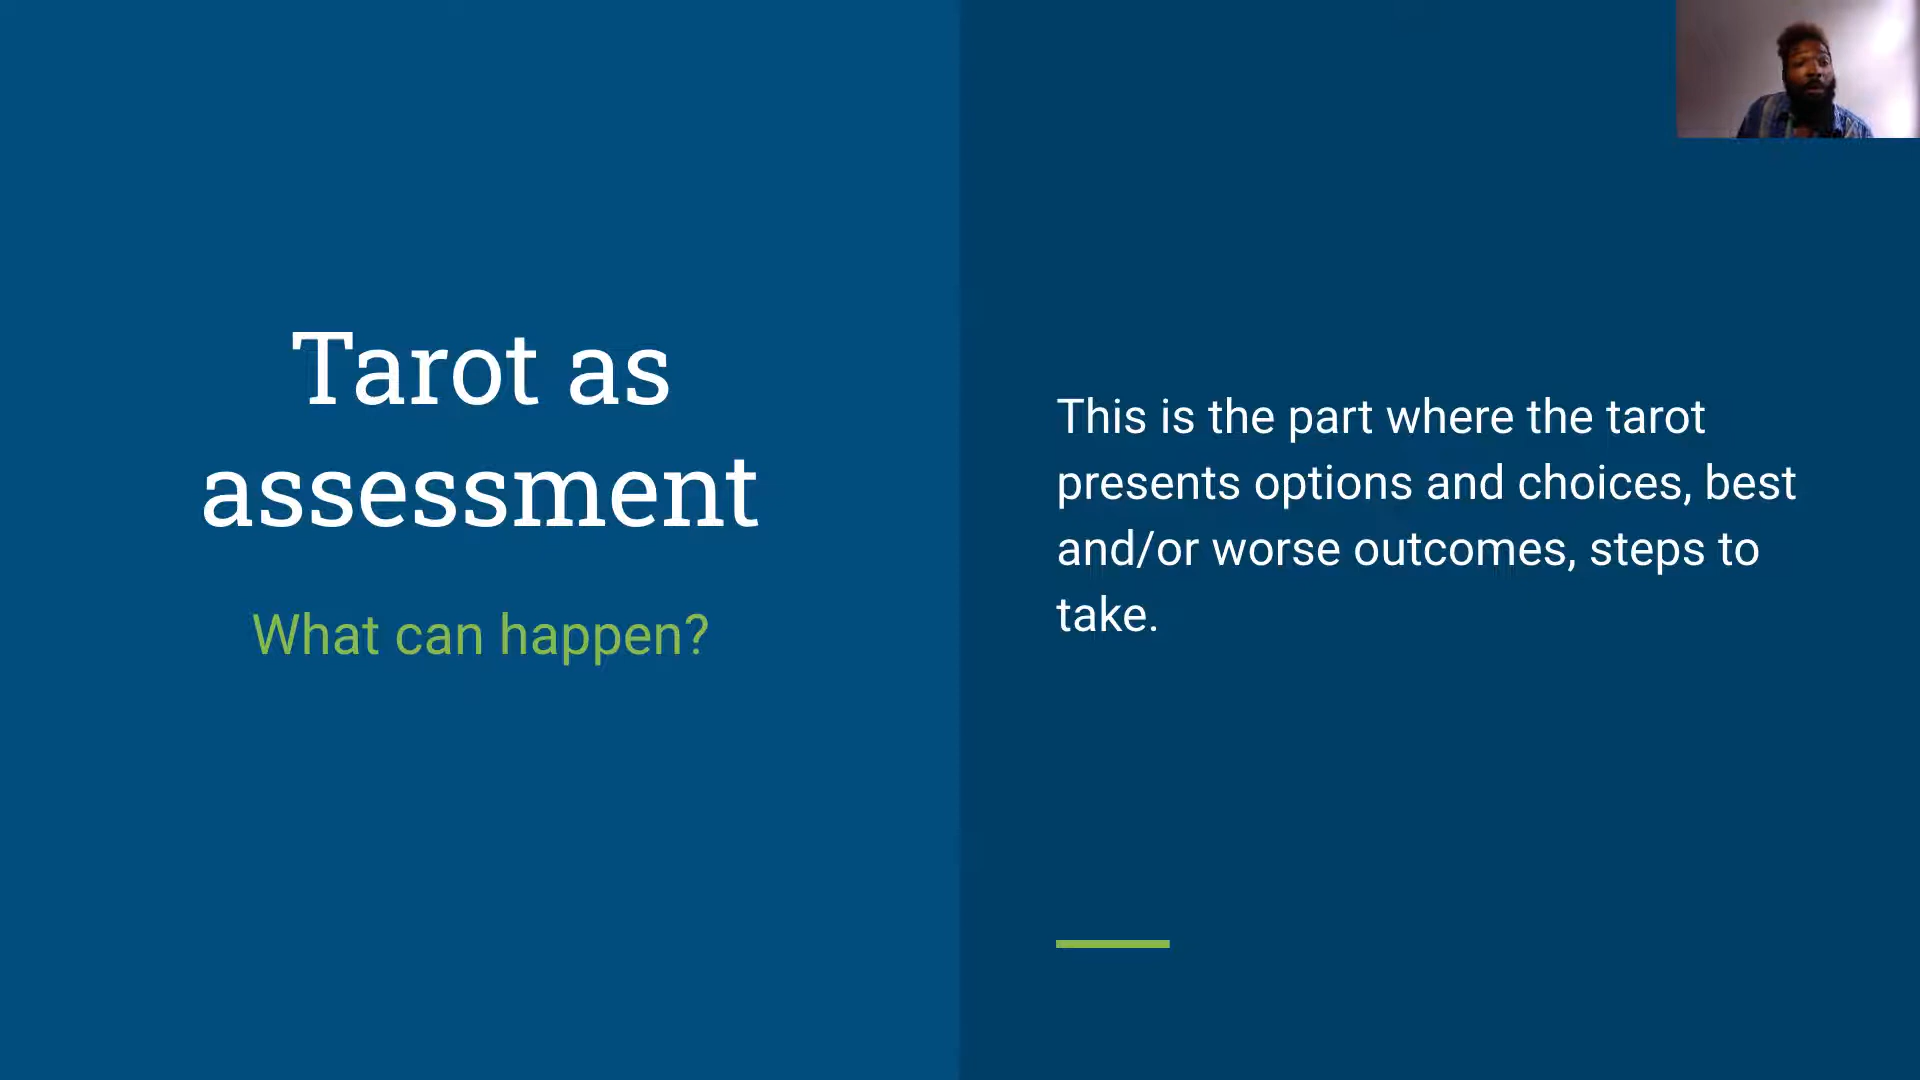 Tarot as
assessment
What can happen?
This is the part where the tarot
presents options and choices, best
and/or worse outcomes, steps to
take.